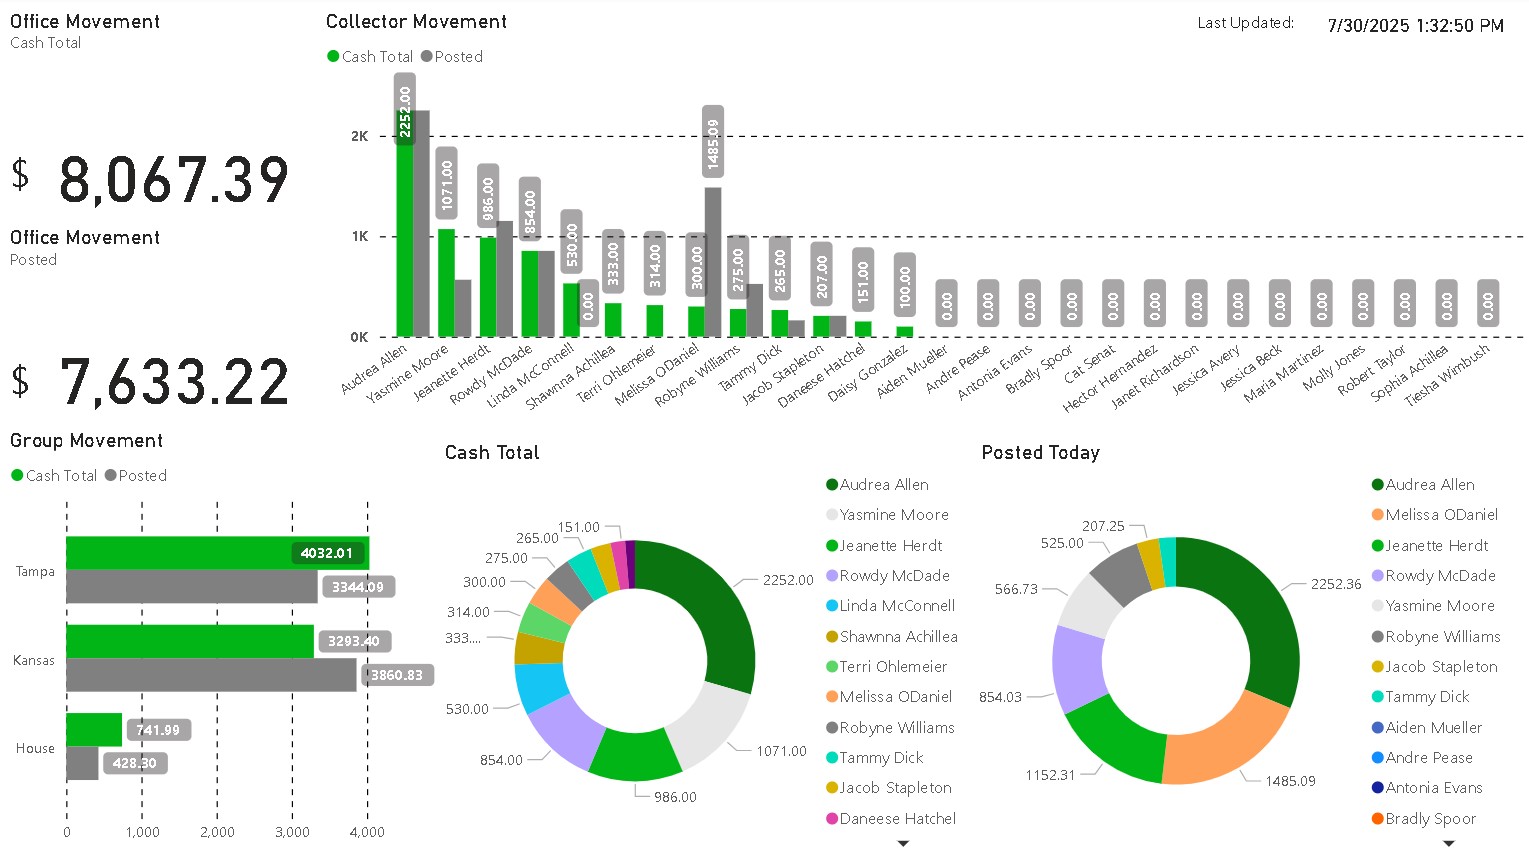 Office Movement
Cash Total
$ 8,067.39
Office Movement
Posted
$ 7,633.22
Collector Movement
Cash Total Posted
Last Updated: 7/30/2025 1:32:50 PM
2K
1K
0K
2252.00
1071.00
986.00
854.00
530.00
0.00
333.00
314.00
300.00
1485.09
275.00
265.00
207.00
151.00
100.00
0.00
0.00
0.00
0.00
0.00
0.00
0.00
0.00
0.00
0.00
0.00
0.00
0.00
0.00
Audrea Allen
Yasmine Moore
Jeanette Herdt
Rowdy McDade
Linda McConnell
Shawnna Achillea
Terri Ohlemeier
Melissa ODaniel
Robyne Williams
Tammy Dick
Jacob Stapleton
Daneese Hatchel
Daisy Gonzalez
Aiden Mueller
Andre Pease
Antonia Evans
Bradly Spoor
Cat Senat
Hector Hernandez
Janet Richardson
Jessica Avery
Jessica Beck
Maria Martinez
Molly Jones
Robert Taylor
Sophia Achillea
Tiesha Wimbush
Group Movement
Cash Total Posted
Tampa
4032.01
3344.09
Kansas
3293.40
3860.83
House
741.99
428.30
0 1,000 2,000 3,000 4,000
Cash Total
151.00
265.00
275.00
300.00
314.00
333....
530.00
854.00
986.00
1071.00
2252.00
Audrea Allen
Yasmine Moore
Jeanette Herdt
Rowdy McDade
Linda McConnell
Shawnna Achillea
Terri Ohlemeier
Melissa ODaniel
Robyne Williams
Tammy Dick
Jacob Stapleton
Daneese Hatchel
Posted Today
207.25
525.00
566.73
854.03
1152.31
1485.09
2252.36
Audrea Allen
Melissa ODaniel
Jeanette Herdt
Rowdy McDade
Yasmine Moore
Robyne Williams
Jacob Stapleton
Tammy Dick
Aiden Mueller
Andre Pease
Antonia Evans
Bradly Spoor